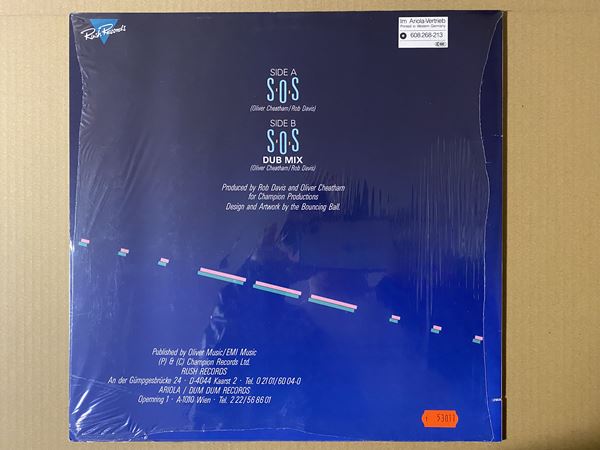 Rush Records
Im Ariola-Vertrieb
Printed in Western Germany
608 268-213
SIDE A
S.O.S
(Oliver Cheatham/Rob Davis)
SIDE B
S.O.S
DUB MIX
(Oliver Cheatham/Rob Davis)
Produced by Rob Davis and Oliver Cheatham
for Champion Productions
Design and Artwork by the Bouncing Ball.
Published by Oliver Music/EMI Music
(P) & (C) Champion Records Ltd.
RUSH RECORDS
An der Gümpgesbrücke 24 · D-4044 Kaarst 2 · Tel. 0 21 01/60 04-0
ARIOLA / DUM DUM RECORDS
Opernring 1 · A-1010 Wien · Tel. 2 22/56 86 01